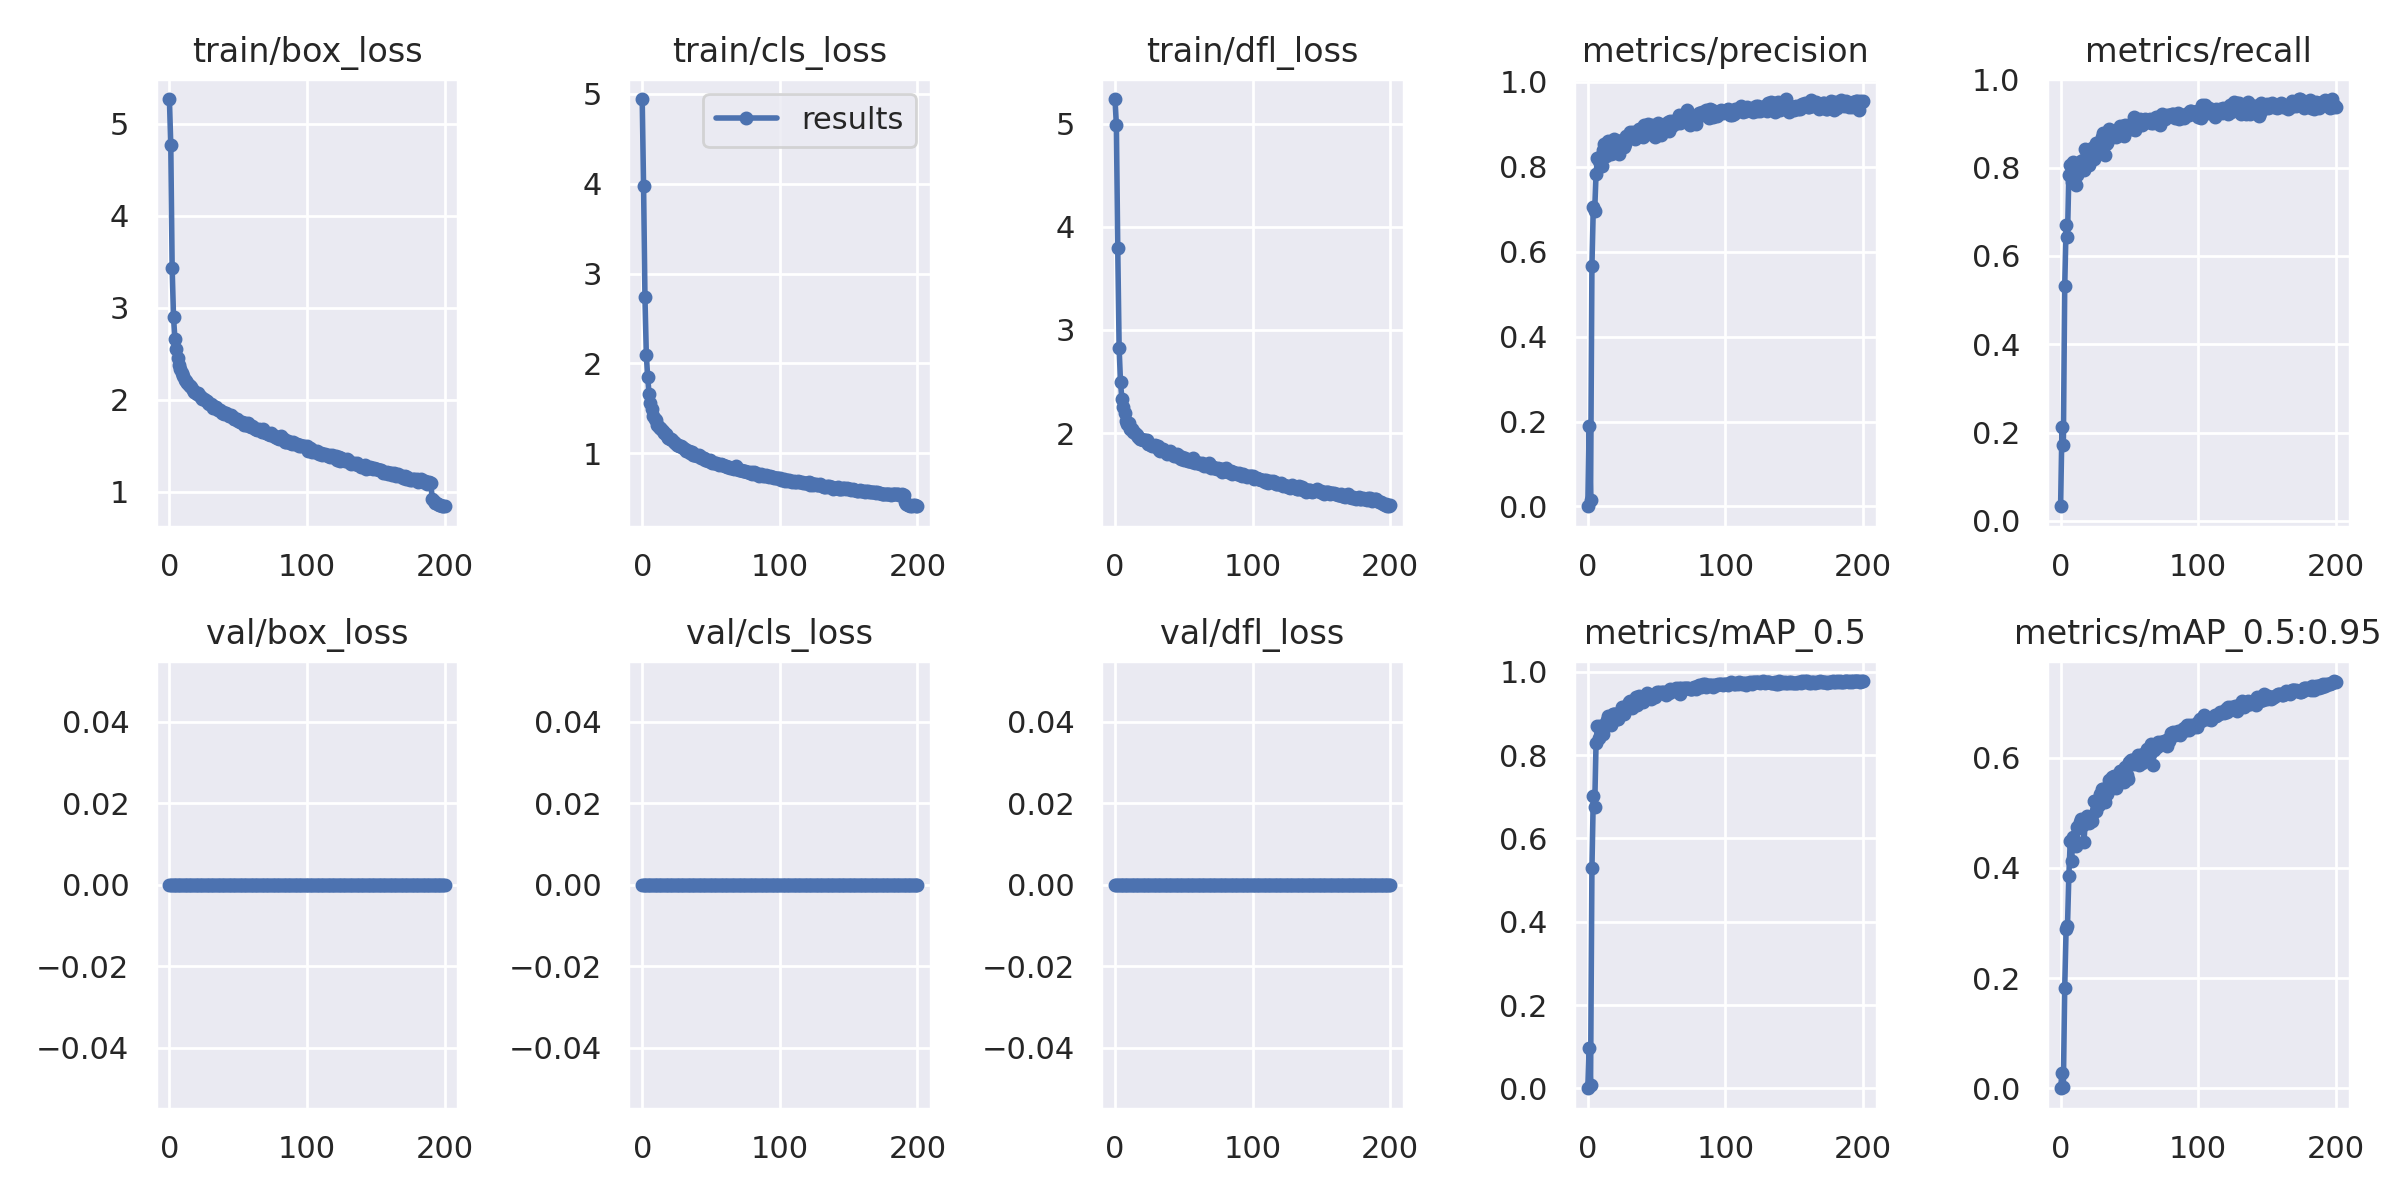 train/box_loss
5
4
3
2
1
0 100 200
train/cls_loss
results
5
4
3
2
1
0 100 200
train/dfl_loss
5
4
3
2
0 100 200
metrics/precision
1.0
0.8
0.6
0.4
0.2
0.0
0 100 200
metrics/recall
1.0
0.8
0.6
0.4
0.2
0.0
0 100 200
val/box_loss
0.04
0.02
0.00
−0.02
−0.04
0 100 200
val/cls_loss
0.04
0.02
0.00
−0.02
−0.04
0 100 200
val/dfl_loss
0.04
0.02
0.00
−0.02
−0.04
0 100 200
metrics/mAP_0.5
1.0
0.8
0.6
0.4
0.2
0.0
0 100 200
metrics/mAP_0.5:0.95
0.6
0.4
0.2
0.0
0 100 200